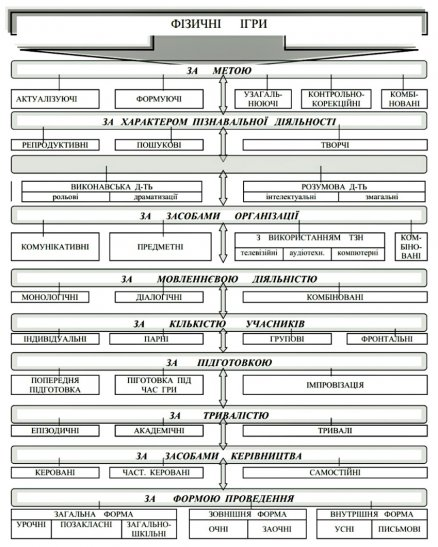 ФІЗИЧНІ ІГРИ
ЗА МЕТОЮ
АКТУАЛІЗУЮЧІ
ФОРМУЮЧІ
УЗАГАЛЬ-
НЮЮЧІ
КОНТРОЛЬНО-
КОРЕКЦІЙНІ
КОМБІ
НОВАНІ
ЗА ХАРАКТЕРОМ ПІЗНАВАЛЬНОЇ ДІЯЛЬНОСТІ
РЕПРОДУКТИВНІ
ПОШУКОВІ
ТВОРЧІ
ВИКОНАВСЬКА Д-ТЬ
рольові
драматизації
РОЗУМОВА Д-ТЬ
інтелектуальні
змагальні
ЗА ЗАСОБАМИ ОРГАНІЗАЦІЇ
КОМУНІКАТИВНІ
ПРЕДМЕТНІ
З ВИКОРИСТАННЯМ ТЗН
телевізійні
аудіотехн.
компютерні
КОМ-
БІНО-
ВАНІ
ЗА МОВЛЕННЄВОЮ ДІЯЛЬНІСТЮ
МОНОЛОГІЧНІ
ДІАЛОГІЧНІ
КОМБІНОВАНІ
ЗА КІЛЬКІСТЮ УЧАСНИКІВ
ІНДИВІДУАЛЬНІ
ПАРНІ
ГРУПОВІ
ФРОНТАЛЬНІ
ЗА ПІДГОТОВКОЮ
ПОПЕРЕДНЯ
ПІДГОТОВКА
ПІГОТОВКА ПІД
ЧАС ГРИ
ІМПРОВІЗАЦІЯ
ЗА ТРИВАЛІСТЮ
ЕПІЗОДИЧНІ
АКАДЕМІЧНІ
ТРИВАЛІ
ЗА ЗАСОБАМИ КЕРІВНИЦТВА
КЕРОВАНІ
ЧАСТ. КЕРОВАНІ
САМОСТІЙНІ
ЗА ФОРМОЮ ПРОВЕДЕННЯ
ЗАГАЛЬНА ФОРМА
УРОЧНІ
ПОЗАКЛАСНІ
ЗАГАЛЬНО-
ШКІЛЬНІ
ЗОВНІШНЯ ФОРМА
ОЧНІ
ЗАОЧНІ
ВНУТРІШНЯ ФОРМА
УСНІ
ПИСЬМОВІ